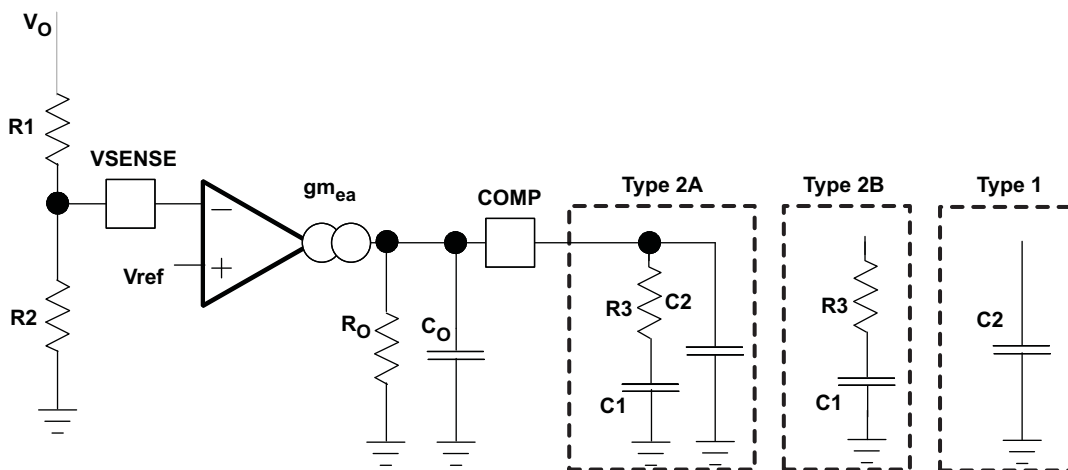 VO
R1
VSENSE
gmea
COMP
Type 2A
Type 2B
Type 1
Vref
R2
RO
CO
R3
C2
C1
R3
C1
C2